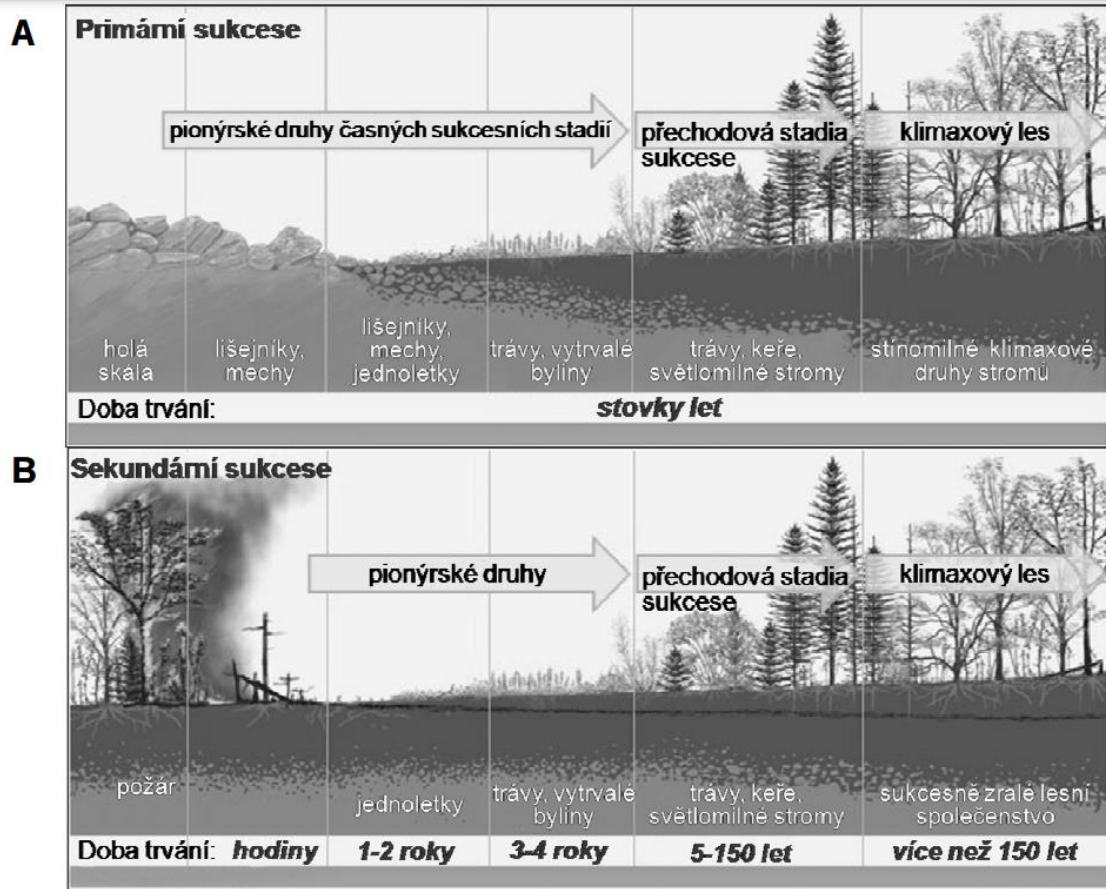 A
Primární sukcese
pionýrské druhy časných sukcesních stadií
přechodová stadia
sukcese
klimaxový les
holá
skála
lišejníky,
mechy
lišejníky,
mechy,
jednoletky
trávy, vytrvalé
byliny
trávy, keře,
světlomilné stromy
stínomilné klimaxové
druhy stromů
Doba trvání:
stovky let
B
Sekundární sukcese
pionýrské druhy
přechodová stadia
sukcese
klimaxový les
požár
jednoletky
trávy, vytrvalé
byliny
trávy, keře,
světlomilné stromy
sukcesně zralé lesní
společenstvo
Doba trvání: hodiny
1-2 roky
3-4 roky
5-150 let
více než 150 let